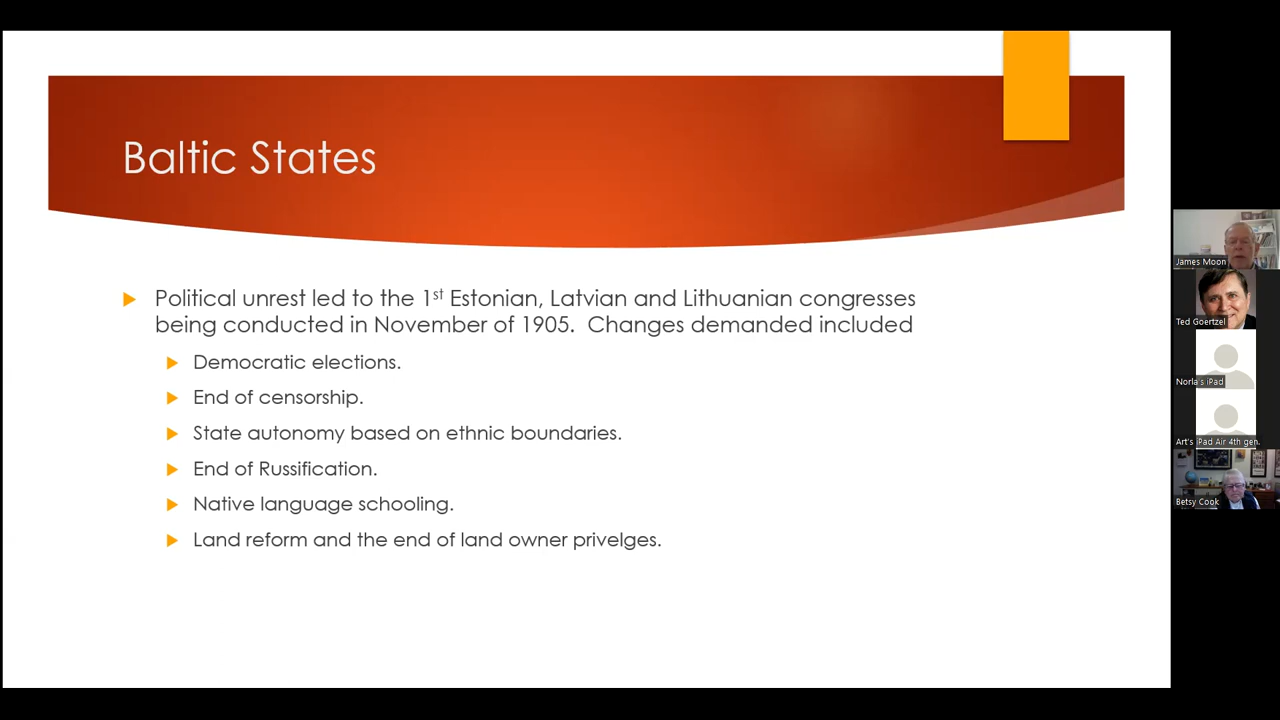 Baltic States
Political unrest led to the 1st Estonian, Latvian and Lithuanian congresses
being conducted in November of 1905.  Changes demanded included
Democratic elections.
End of censorship.
State autonomy based on ethnic boundaries.
End of Russification.
Native language schooling.
Land reform and the end of land owner privelges.
James Moon
Ted Goertzel
Norla's iPad
Art's iPad Air 4th gen.
Betsy Cook